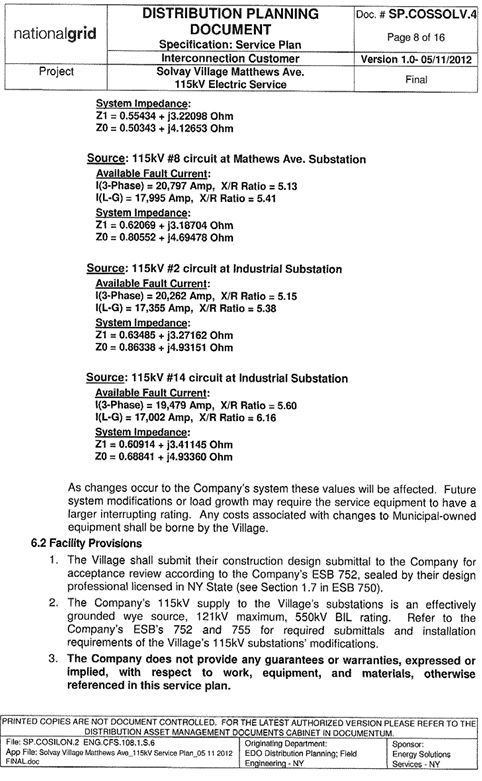 nationalgrid
DISTRIBUTION PLANNING
DOCUMENT
Specification: Service Plan
Doc. # SP.COSSOLV.4
Page 8 of 16
Interconnection Customer
Version 1.0- 05/11/2012
Project
Solvay Village Matthews Ave.
115kV Electric Service
Final
System Impedance:
Z1 = 0.55434 + j3.22098 Ohm
Z0 = 0.50343 + j4.12653 Ohm
Source: 115kV #8 circuit at Mathews Ave. Substation
Available Fault Current:
I(3-Phase) = 20,797 Amp, X/R Ratio = 5.13
I(L-G) = 17,995 Amp, X/R Ratio = 5.41
System Impedance:
Z1 = 0.62069 + j3.18704 Ohm
Z0 = 0.80552 + j4.69478 Ohm
Source: 115kV #2 circuit at Industrial Substation
Available Fault Current:
I(3-Phase) = 20,262 Amp, X/R Ratio = 5.15
I(L-G) = 17,355 Amp, X/R Ratio = 5.38
System Impedance:
Z1 = 0.63485 + j3.27162 Ohm
Z0 = 0.86338 + j4.93151 Ohm
Source: 115kV #14 circuit at Industrial Substation
Available Fault Current:
I(3-Phase) = 19,479 Amp, X/R Ratio = 5.60
I(L-G) = 17,002 Amp, X/R Ratio = 6.16
System Impedance:
Z1 = 0.60914 + j3.41145 Ohm
Z0 = 0.68841 + j4.93360 Ohm
As changes occur to the Company's system these values will be affected. Future
system modifications or load growth may require the service equipment to have a
larger interrupting rating. Any costs associated with changes to Municipal-owned
equipment shall be borne by the Village.
6.2 Facility Provisions
1. The Village shall submit their construction design submittal to the Company for
acceptance review according to the Company's ESB 752, sealed by their design
professional licensed in NY State (see Section 1.7 in ESB 750).
2. The Company's 115kV supply to the Village's substations is an effectively
grounded wye source, 121kV maximum, 550kV BIL rating. Refer to the
Company's ESB's 752 and 755 for required submittals and installation
requirements of the Village's 115kV substations' modifications.
3. The Company does not provide any guarantees or warranties, expressed or
implied, with respect to work, equipment, and materials, otherwise
referenced in this service plan.
PRINTED COPIES ARE NOT DOCUMENT CONTROLLED. FOR THE LATEST AUTHORIZED VERSION PLEASE REFER TO THE
DISTRIBUTION ASSET MANAGEMENT DOCUMENTS CABINET IN DOCUMENTUM.
File: SP.COSILON.2 ENG.CFS.108.1.S.6
App File: Solvay Village Matthews Ave_115kV Service Plan_05 11 2012
FINAL.doc
Originating Department:
EDO Distribution Planning; Field
Engineering - NY
Sponsor:
Energy Solutions
Services - NY